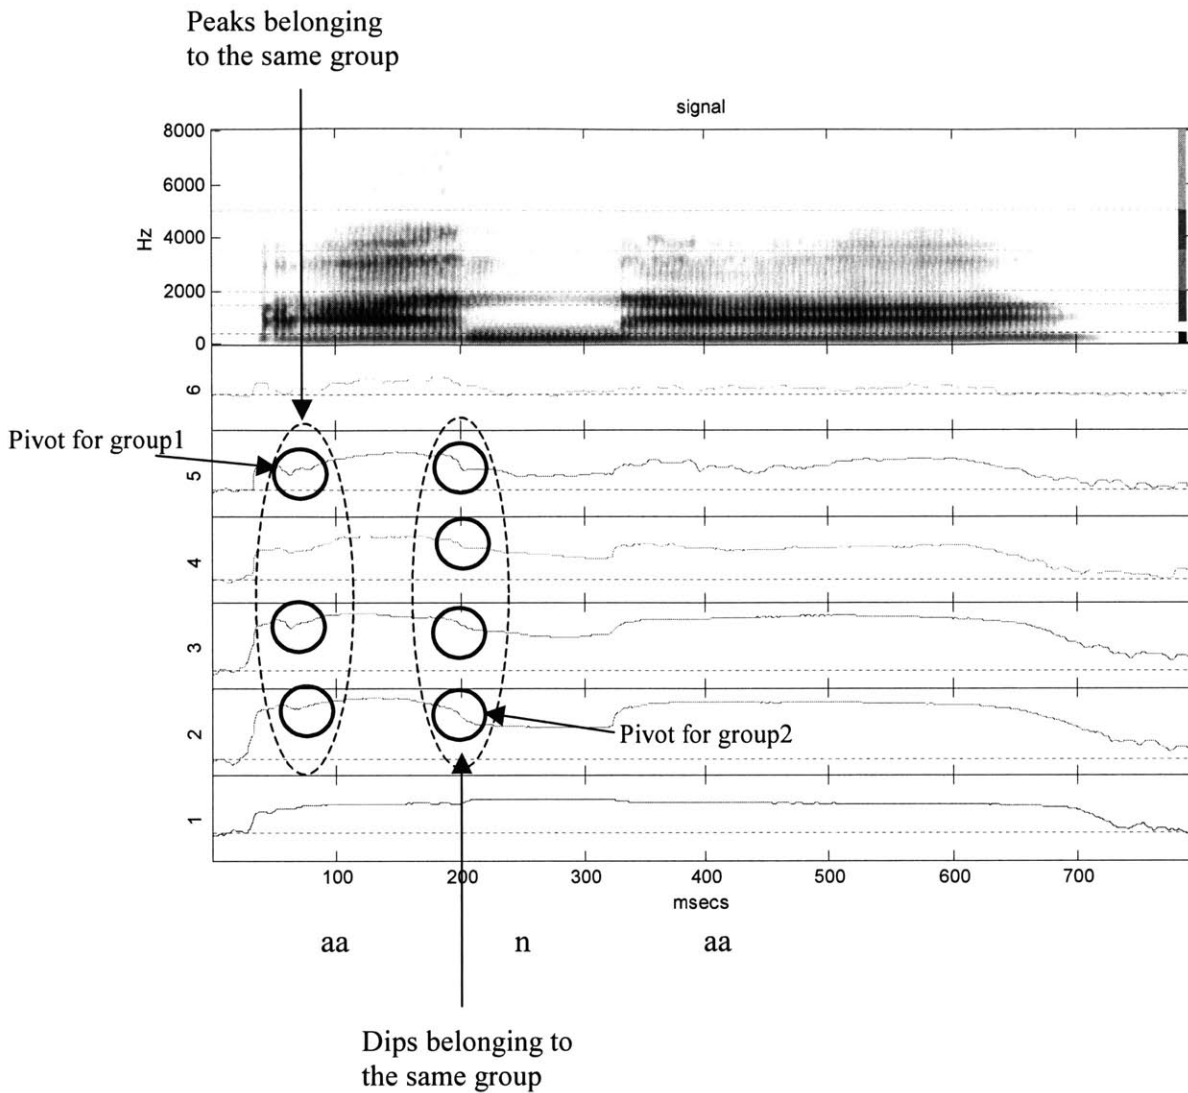 Peaks belonging
to the same group
signal
8000
6000
4000
2000
0
Hz
6
Pivot for group1
5
4
3
2
Pivot for group2
1
100 200 300 400 500 600 700
msecs
aa n aa
Dips belonging to
the same group